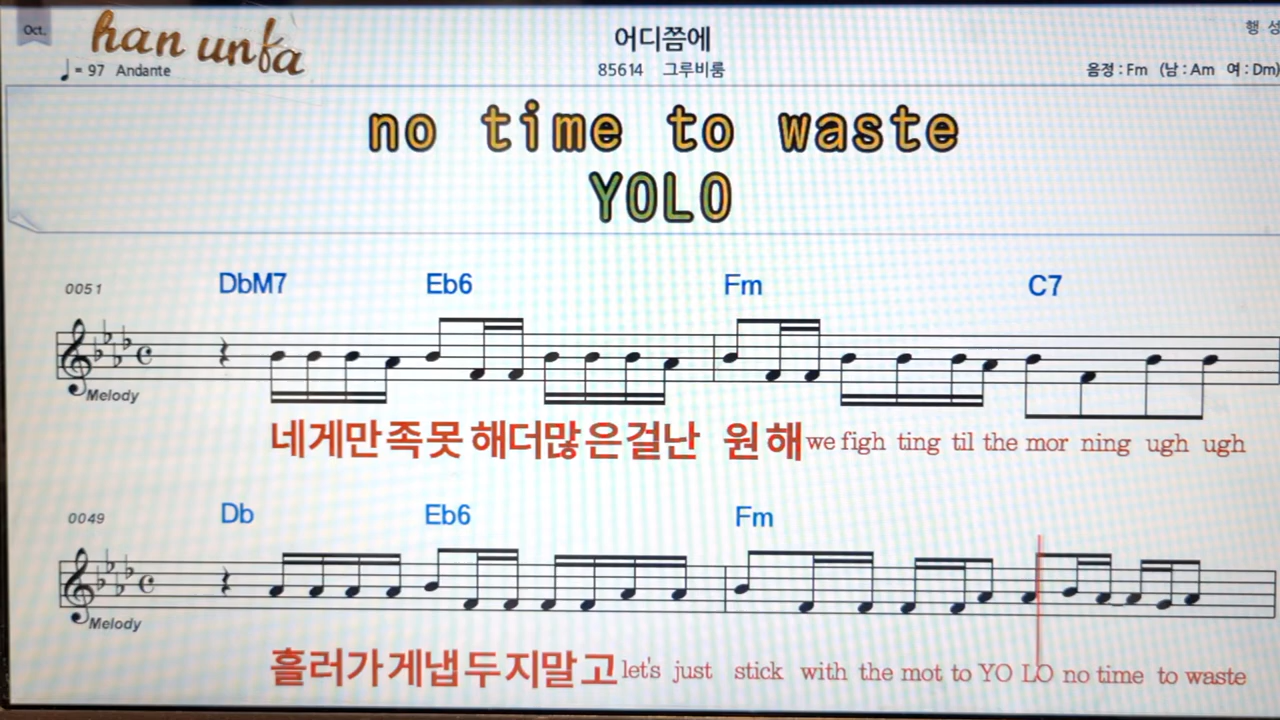 Oct.
han unfa
♩= 97 Andante
어디쯤에
85614 그루비룸
행 성
음정 : Fm (남 : Am 여 : Dm)
no time to waste
YOLO
0051
DbM7 Eb6 Fm C7
Melody
네게만족못 해더많은걸난 원해 we figh ting til the mor ning ugh ugh
0049
Db Eb6 Fm
Melody
흘러가게냅두지말고 let's just stick with the mot to YO LO no time to waste